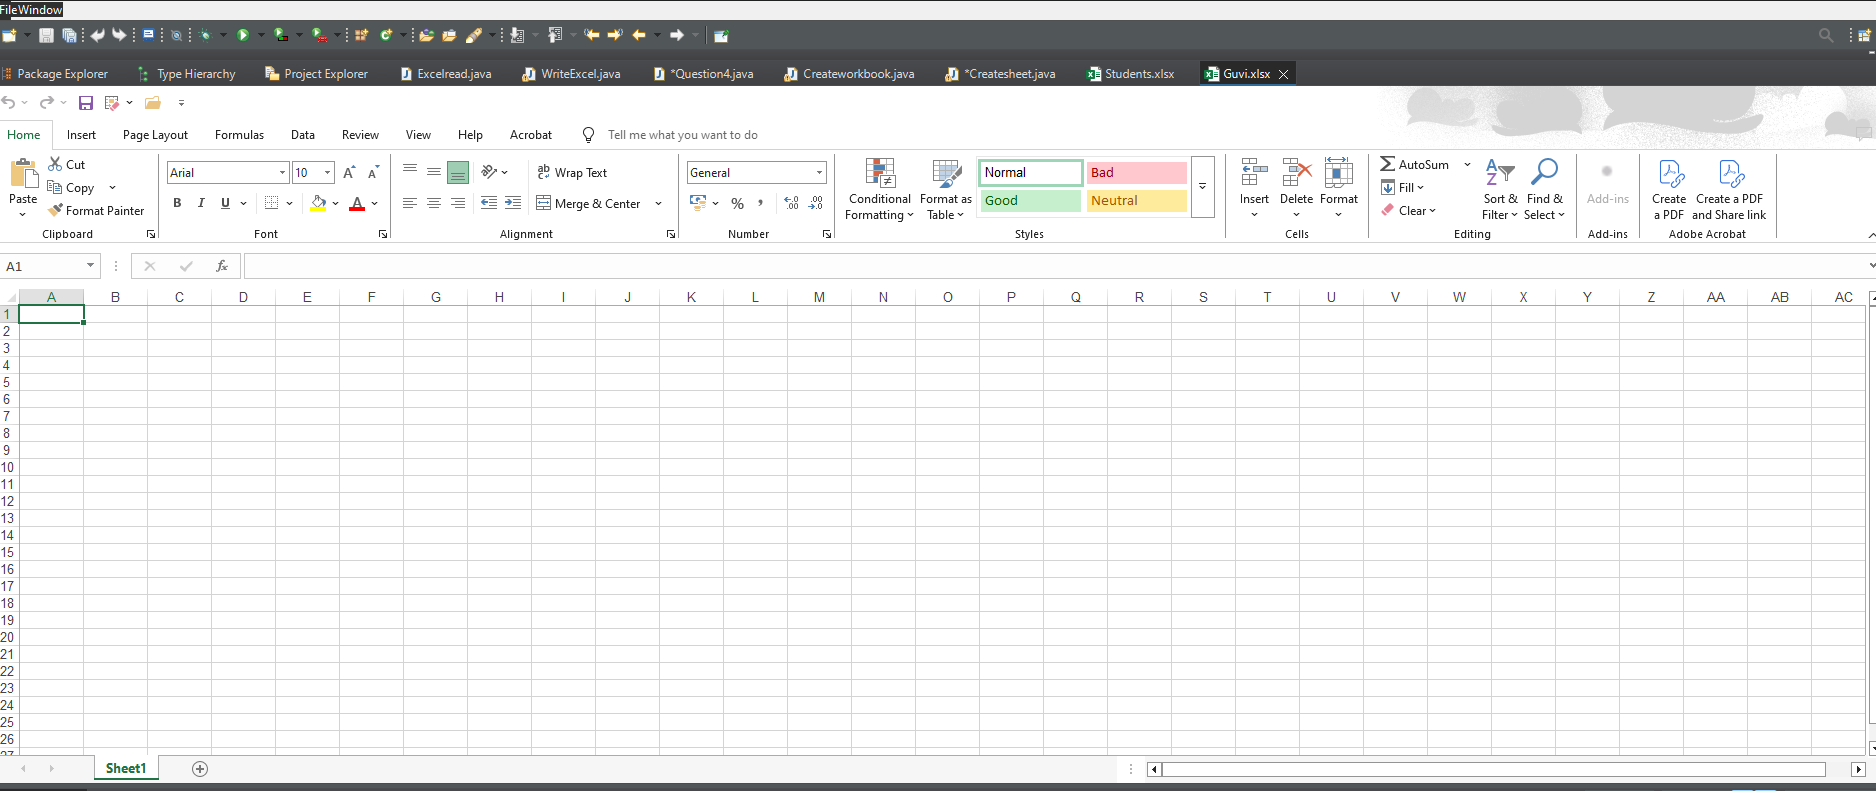 FileWindow
Package Explorer Type Hierarchy Project Explorer Excelread.java WriteExcel.java *Question4.java Createworkbook.java *Createsheet.java Students.xlsx Guvi.xlsx
Home Insert Page Layout Formulas Data Review View Help Acrobat Tell me what you want to do
Paste
Cut
Copy
Format Painter
Clipboard
Arial 10
B I U
Font
Wrap Text
Merge & Center
Alignment
General
% ,
Number
Conditional Formatting
Format as Table
Normal Bad
Good Neutral
Styles
Insert Delete Format
Cells
AutoSum
Fill
Clear
Sort & Filter
Find & Select
Editing
Add-ins
Add-ins
Create a PDF
Create a PDF and Share link
Adobe Acrobat
A1 fx
A B C D E F G H I J K L M N O P Q R S T U V W X Y Z AA AB AC
1
2
3
4
5
6
7
8
9
10
11
12
13
14
15
16
17
18
19
20
21
22
23
24
25
26
27
Sheet1